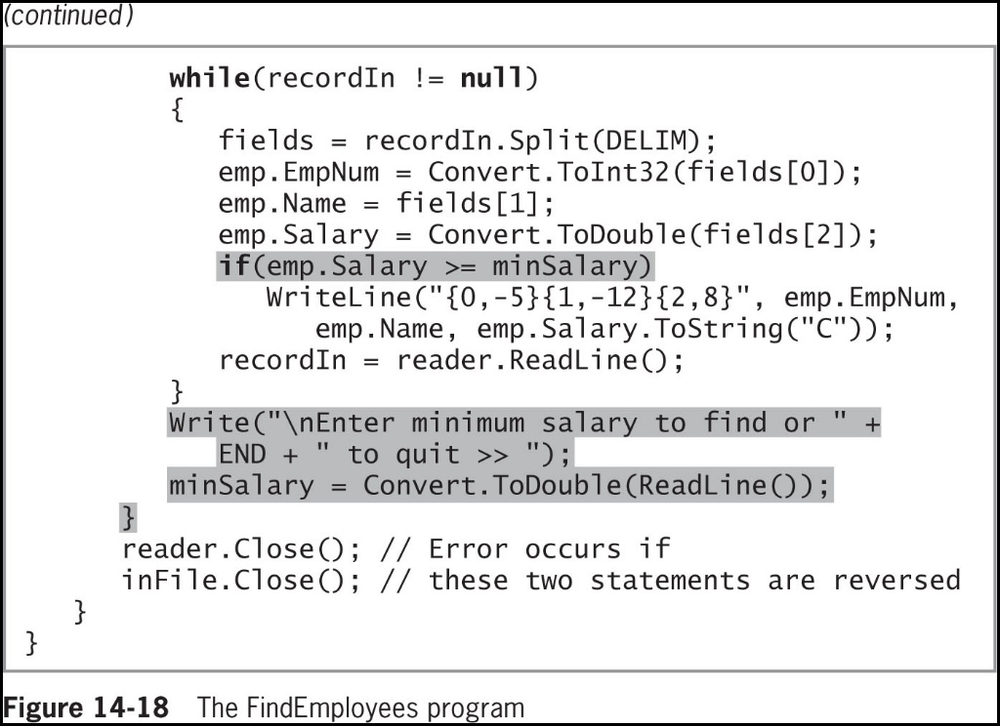 (continued)
while(recordIn != null)
{
fields = recordIn.Split(DELIM);
emp.EmpNum = Convert.ToInt32(fields[0]);
emp.Name = fields[1];
emp.Salary = Convert.ToDouble(fields[2]);
if(emp.Salary >= minSalary)
WriteLine("{0,-5}{1,-12}{2,8}", emp.EmpNum,
emp.Name, emp.Salary.ToString("C"));
recordIn = reader.ReadLine();
}
Write("\nEnter minimum salary to find or " +
END + " to quit >> ");
minSalary = Convert.ToDouble(ReadLine());
}
reader.Close(); // Error occurs if
inFile.Close(); // these two statements are reversed
}
}
Figure 14-18 The FindEmployees program